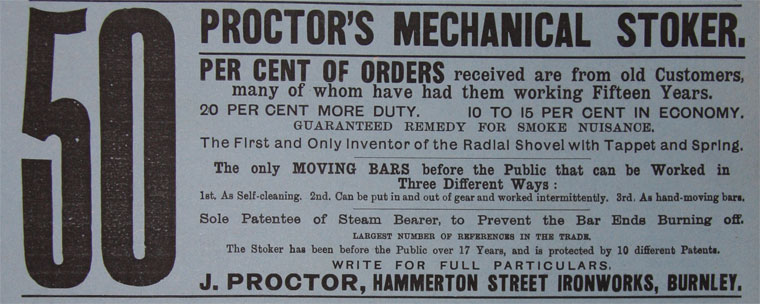 50
PROCTOR'S MECHANICAL STOKER.
PER CENT OF ORDERS received are from old Customers,
many of whom have had them working Fifteen Years.
20 PER CENT MORE DUTY. 10 TO 15 PER CENT IN ECONOMY.
GUARANTEED REMEDY FOR SMOKE NUISANCE.
The First and Only Inventor of the Radial Shovel with Tappet and Spring.
The only MOVING BARS before the Public that can be Worked in
Three Different Ways :
1st. As Self-cleaning. 2nd. Can be put in and out of gear and worked intermittently. 3rd. As hand-moving bars.
Sole Patentee of Steam Bearer, to Prevent the Bar Ends Burning off.
LARGEST NUMBER OF REFERENCES IN THE TRADE.
The Stoker has been before the Public over 17 Years, and is protected by 10 different Patents.
WRITE FOR FULL PARTICULARS.
J. PROCTOR, HAMMERTON STREET IRONWORKS, BURNLEY.